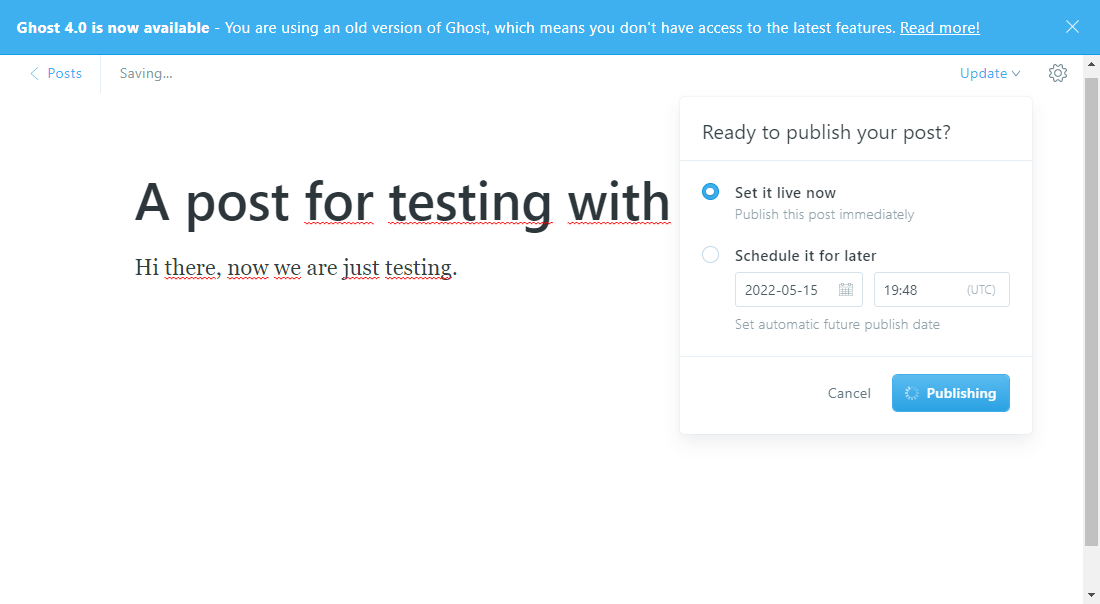 Ghost 4.0 is now available - You are using an old version of Ghost, which means you don't have access to the latest features. Read more!
Posts
Saving...
Update
Ready to publish your post?
A post for testing with
Hi there, now we are just testing.
Set it live now
Publish this post immediately
Schedule it for later
2022-05-15
19:48 (UTC)
Set automatic future publish date
Cancel
Publishing